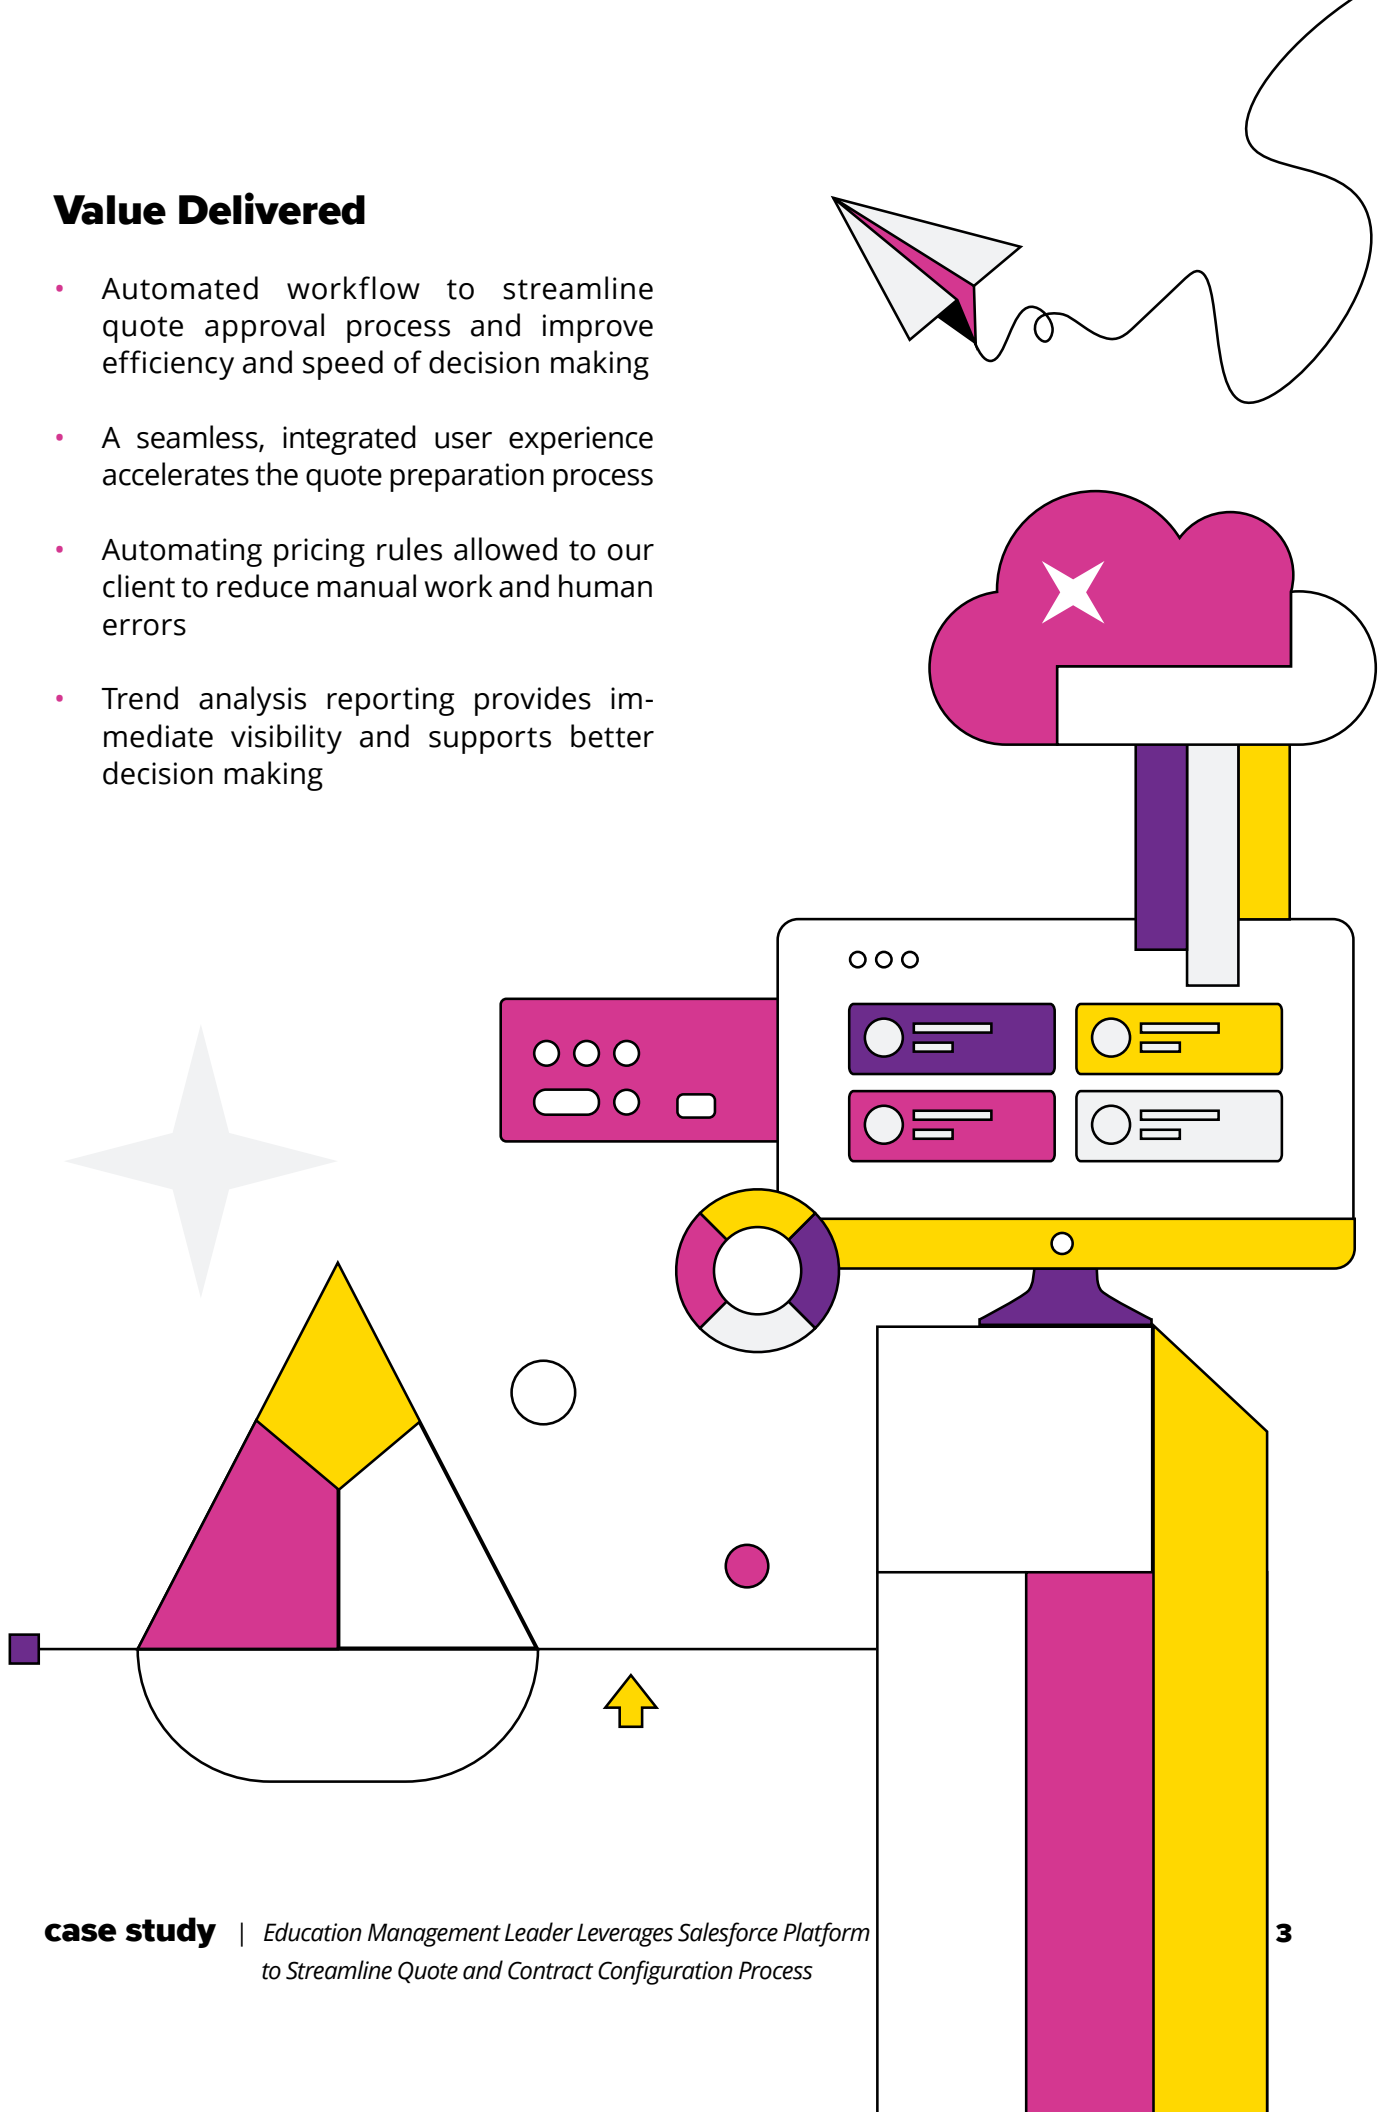 Value Delivered
• Automated workflow to streamline
quote approval process and improve
efficiency and speed of decision making
• A seamless, integrated user experience
accelerates the quote preparation process
• Automating pricing rules allowed to our
client to reduce manual work and human
errors
• Trend analysis reporting provides im-
mediate visibility and supports better
decision making
case study | Education Management Leader Leverages Salesforce Platform
to Streamline Quote and Contract Configuration Process
3